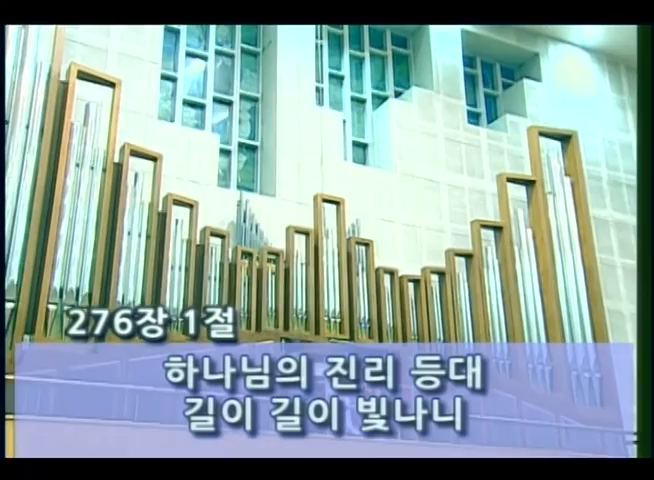 276장 1절
하나님의 진리 등대
길이 길이 빛나니